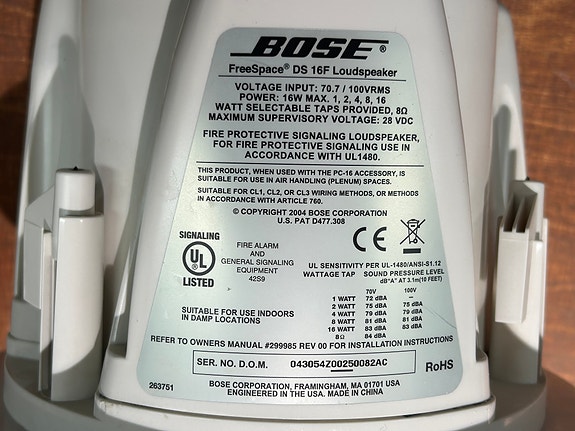 BOSE®
FreeSpace® DS 16F Loudspeaker
VOLTAGE INPUT: 70.7 / 100VRMS
POWER: 16W MAX. 1, 2, 4, 8, 16
WATT SELECTABLE TAPS PROVIDED, 8Ω
MAXIMUM SUPERVISORY VOLTAGE: 28 VDC
FIRE PROTECTIVE SIGNALING LOUDSPEAKER,
FOR FIRE PROTECTIVE SIGNALING USE IN
ACCORDANCE WITH UL1480.
THIS PRODUCT, WHEN USED WITH THE PC-16 ACCESSORY, IS
SUITABLE FOR USE IN AIR HANDLING (PLENUM) SPACES.
SUITABLE FOR CL1, CL2, OR CL3 WIRING METHODS, OR METHODS
IN ACCORDANCE WITH ARTICLE 760.
© COPYRIGHT 2004 BOSE CORPORATION
U.S. PAT D477.308
SIGNALING
UL®
LISTED
FIRE ALARM
AND
GENERAL SIGNALING
EQUIPMENT
42S9
CE
UL SENSITIVITY PER UL-1480/ANSI-S1.12
WATTAGE TAP SOUND PRESSURE LEVEL
dB"A" AT 3.1m(10 FEET)
70V 100V
1 WATT 72 dBA –
2 WATT 75 dBA 75 dBA
4 WATT 79 dBA 79 dBA
8 WATT 81 dBA 81 dBA
16 WATT 83 dBA 83 dBA
8 Ω 84 dBA
SUITABLE FOR USE INDOORS
IN DAMP LOCATIONS
REFER TO OWNERS MANUAL #299985 REV 00 FOR INSTALLATION INSTRUCTIONS
SER. NO. D.O.M. 043054Z00250082AC
RoHS
263751
BOSE CORPORATION, FRAMINGHAM, MA 01701 USA
ENGINEERED IN THE USA. MADE IN CHINA